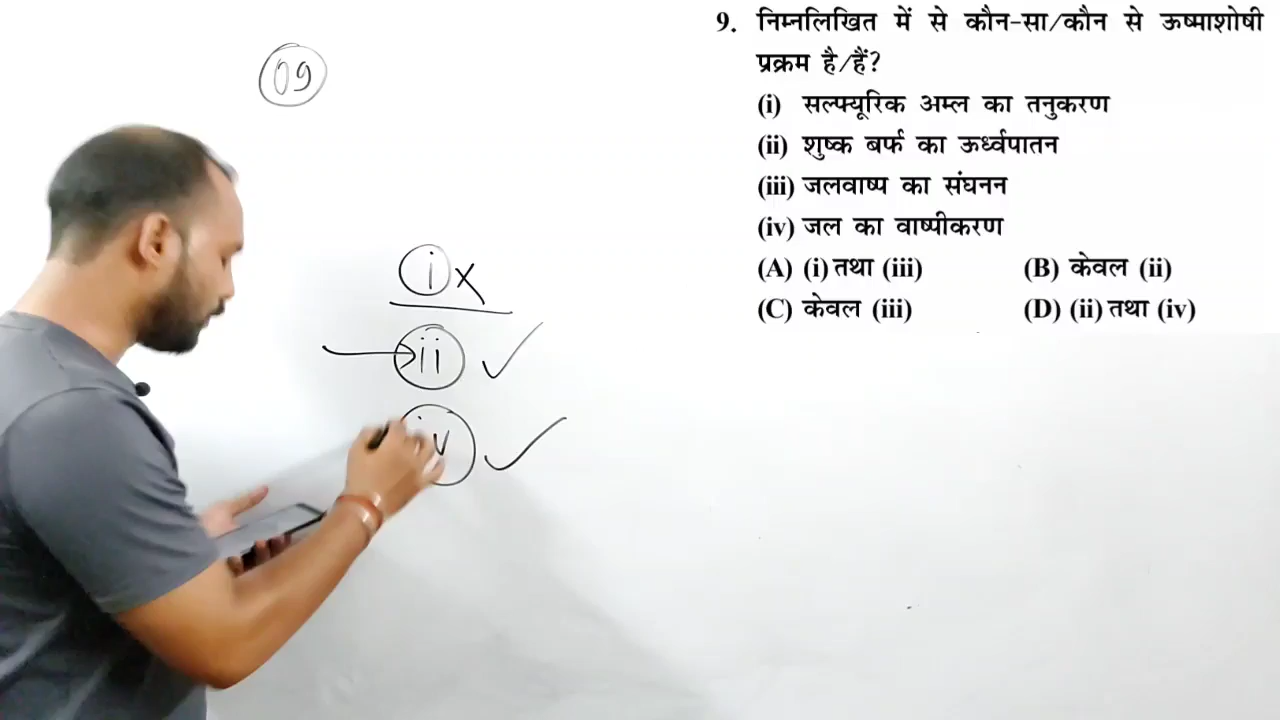 09
9. निम्नलिखित में से कौन-सा/कौन से ऊष्माशोषी
प्रक्रम है/हैं?
(i) सल्फ्यूरिक अम्ल का तनुकरण
(ii) शुष्क बर्फ का ऊर्ध्वपातन
(iii) जलवाष्प का संघनन
(iv) जल का वाष्पीकरण
(A) (i) तथा (iii) (B) केवल (ii)
(C) केवल (iii) (D) (ii) तथा (iv)
i x
ii ✓
iv ✓